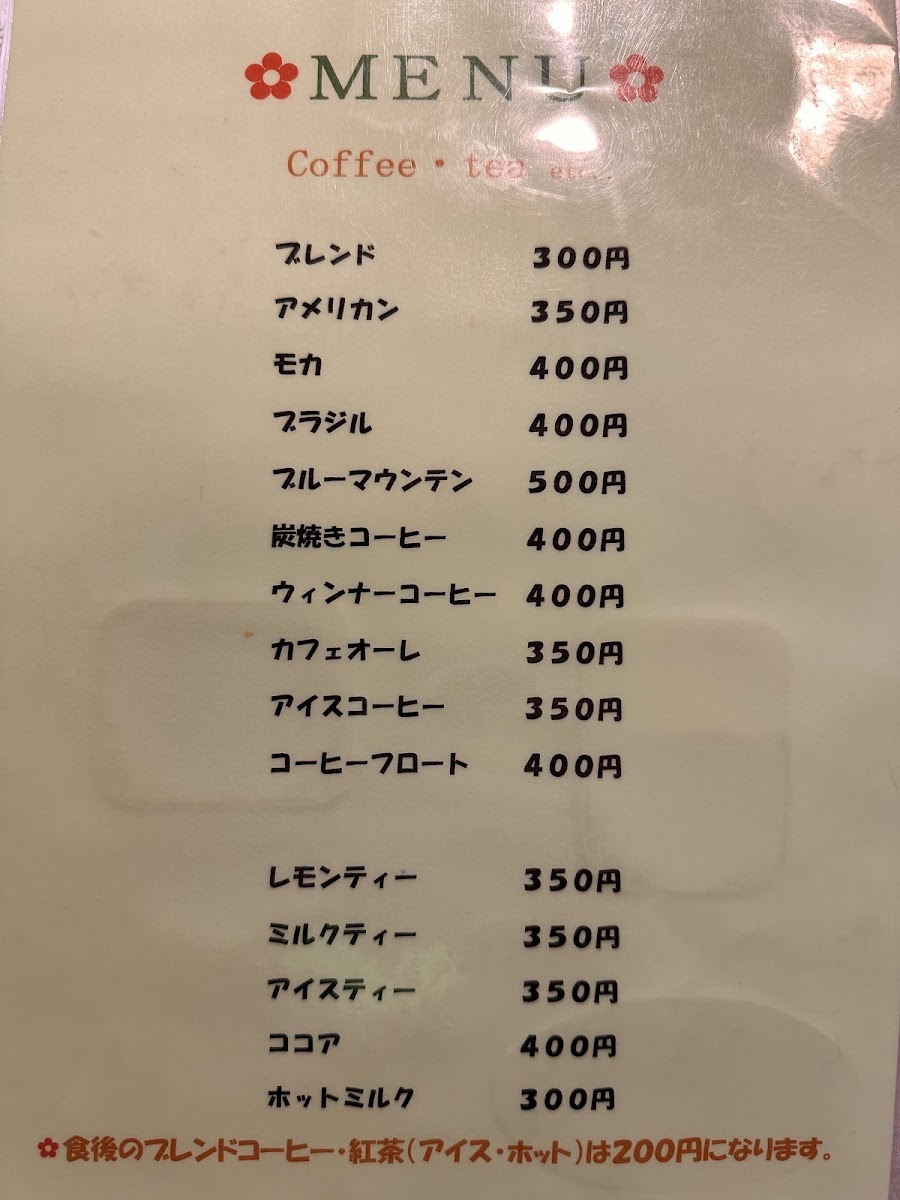 MENU
Coffee・tea etc..
ブレンド 300円
アメリカン 350円
モカ 400円
ブラジル 400円
ブルーマウンテン 500円
炭焼きコーヒー 400円
ウィンナーコーヒー 400円
カフェオーレ 350円
アイスコーヒー 350円
コーヒーフロート 400円
レモンティー 350円
ミルクティー 350円
アイスティー 350円
ココア 400円
ホットミルク 300円
食後のブレンドコーヒー・紅茶(アイス・ホット)は200円になります。